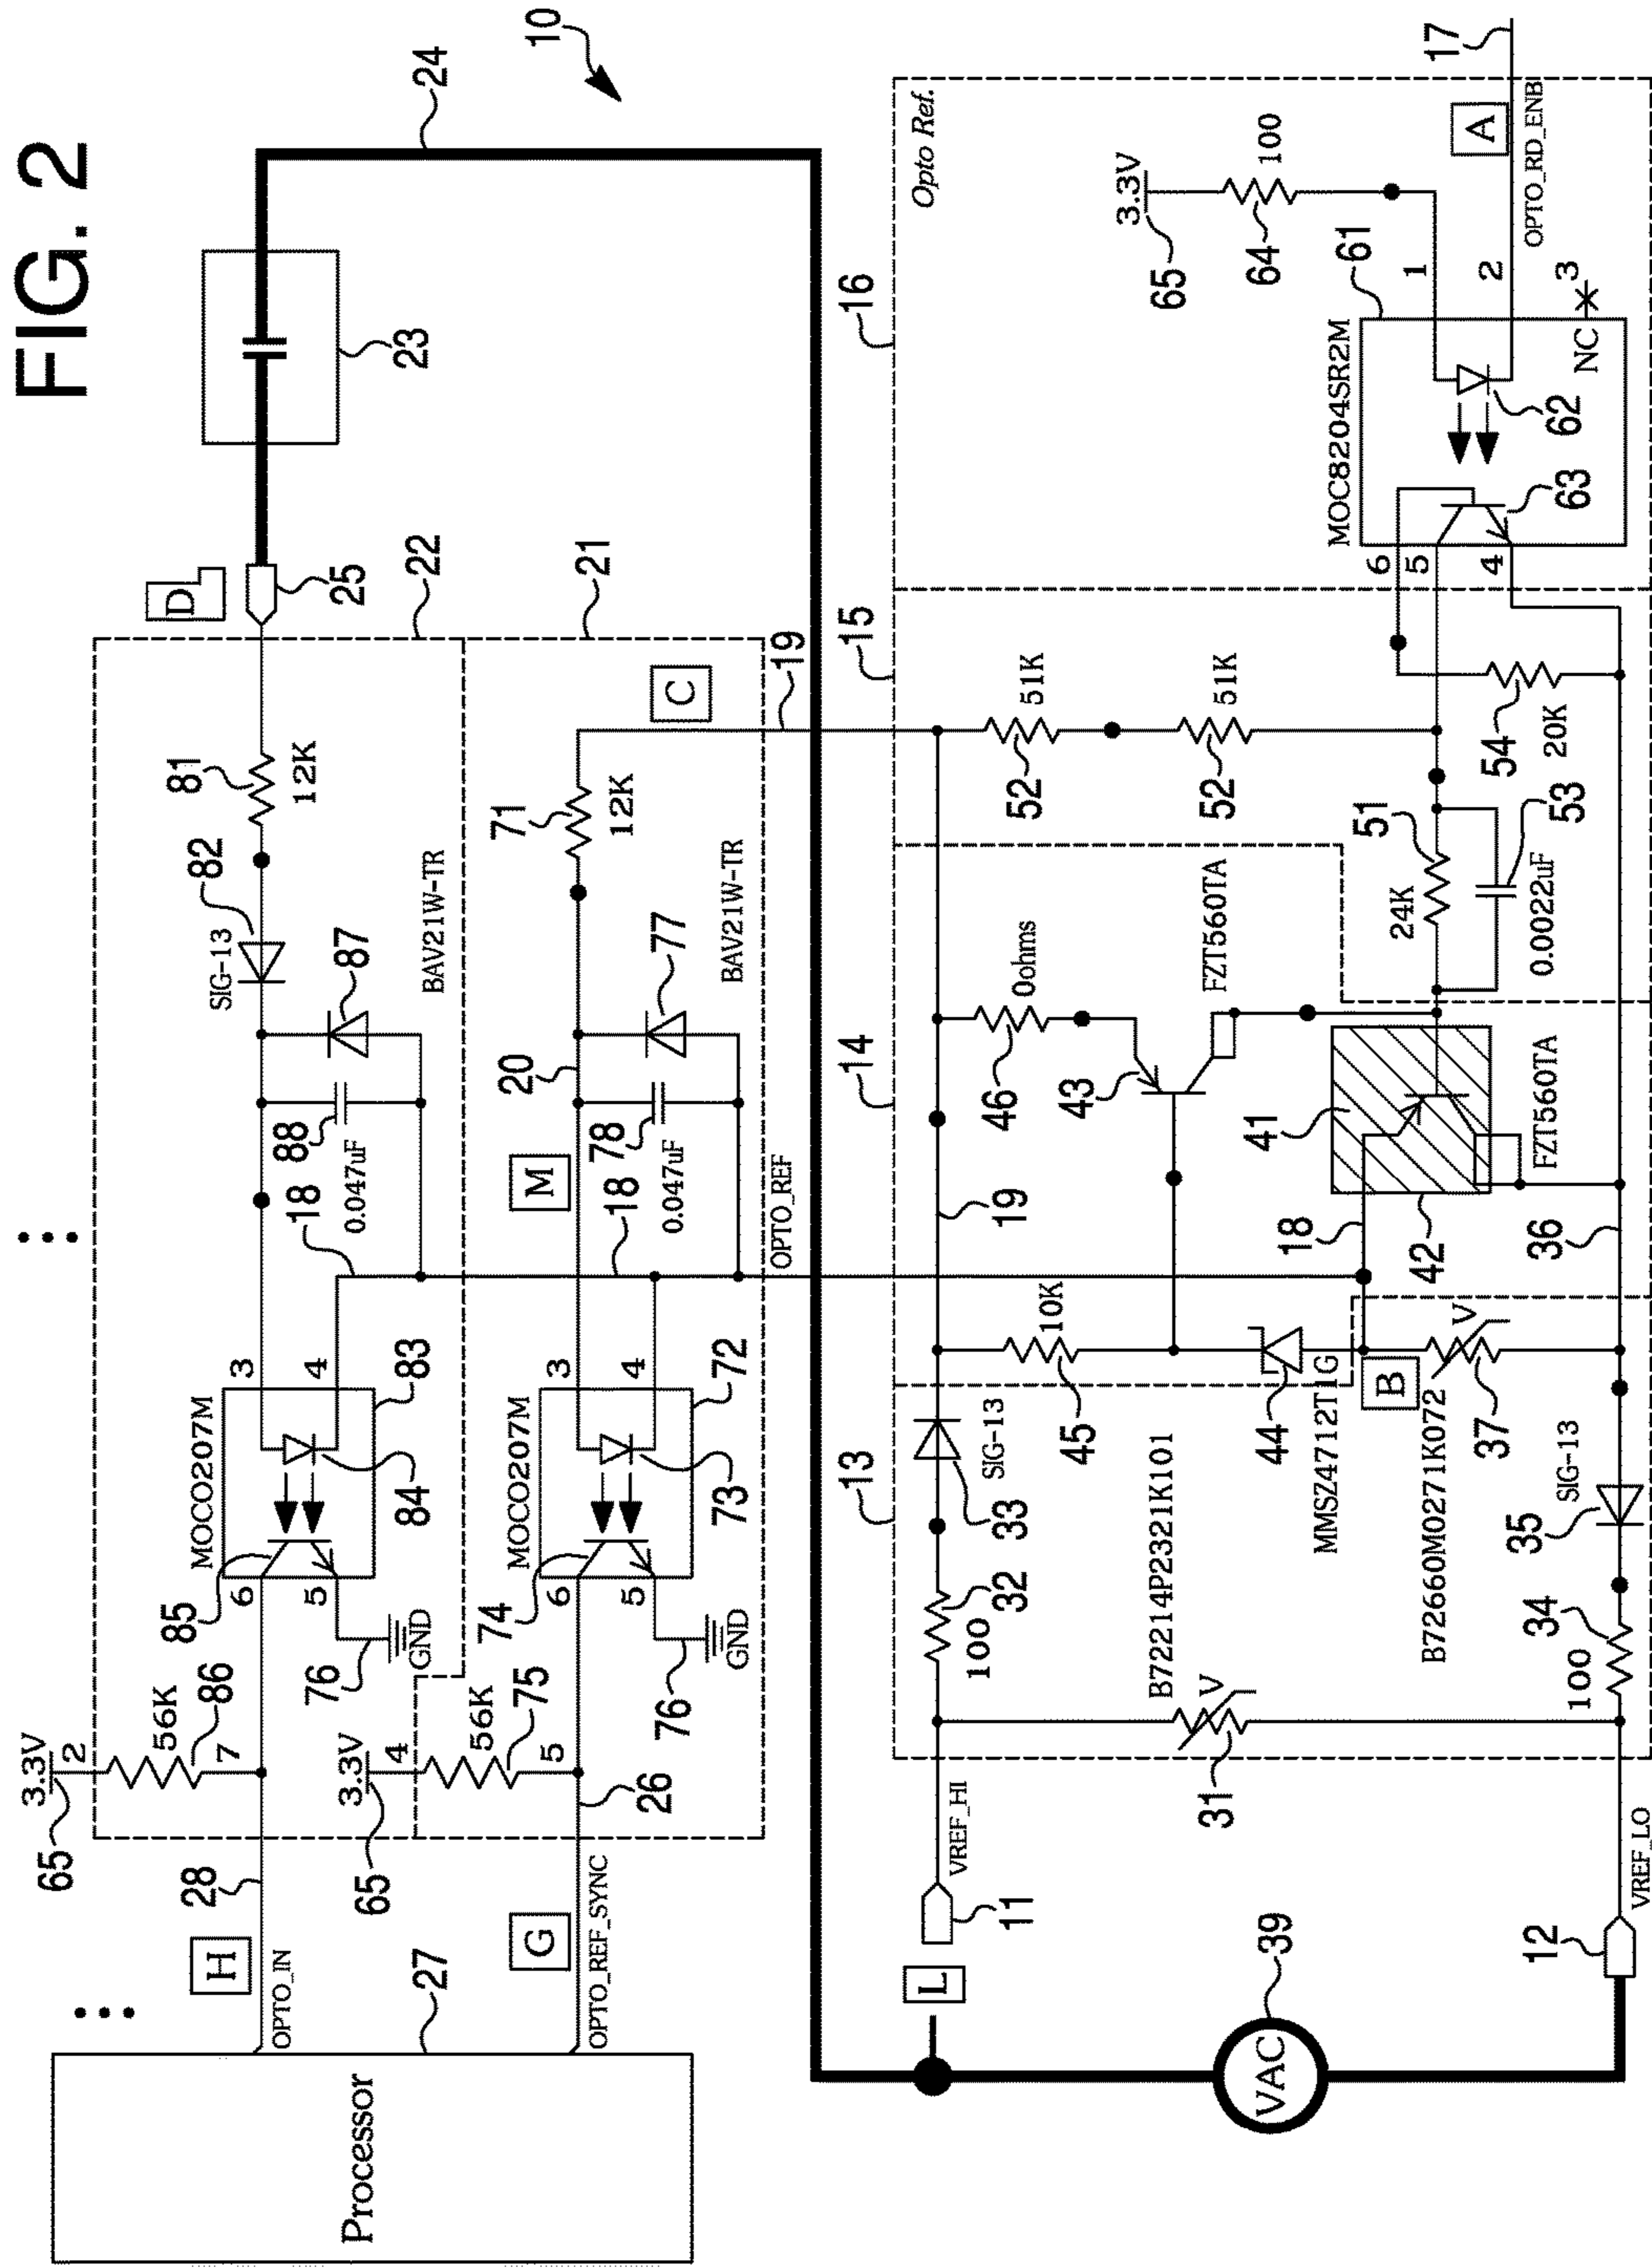 FIG. 2
10
24
23
D
25
22
21
81
12K
82
SIG-13
87
BAV21W-TR
88
0.047uF
18
MOC0207M
3
4
83
84
85
6
5
76
GND
3.3V
2
65
56K
86
7
28
H
OPTO_IN
C
19
71
12K
BAV21W-TR
77
20
M
78
0.047uF
18
OPTO_REF
MOC0207M
3
4
72
73
74
6
5
76
GND
3.3V
4
65
56K
75
5
26
G
OPTO_REF_SYNC
27
Processor
L
11
VREF_HI
39
VAC
12
VREF_LO
13
31
V
B72214P2321K101
100
32
33
SIG-13
100
34
35
SIG-13
B72660M0271K072
37
V
B
MMSZ4712T1G
44
45
10K
14
19
46
0ohms
43
FZT560TA
18
41
42
FZT560TA
36
15
52
51K
52
51K
51
24K
53
0.0022uF
54
20K
16
Opto Ref.
3.3V
65
64
100
A
17
OPTO_RD_ENB
MOC8204SR2M
61
1
2
3
NC
62
63
6
5
4